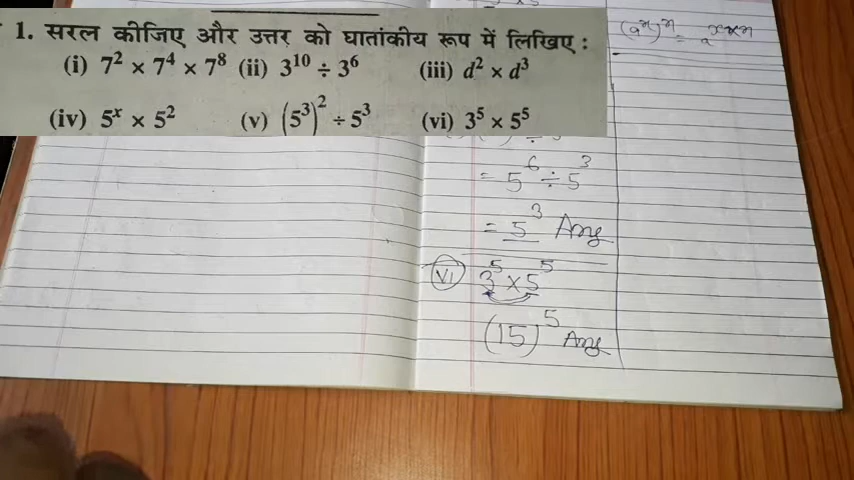 1. सरल कीजिए और उत्तर को घातांकीय रूप में लिखिए :
(i) 7² × 7⁴ × 7⁸ (ii) 3¹⁰ ÷ 3⁶ (iii) d² × d³
(iv) 5ˣ × 5² (v) (5³)² ÷ 5³ (vi) 3⁵ × 5⁵
= 5⁶ ÷ 5³
= 5³ Ans
(vi) 3⁵ × 5⁵
(15)⁵ Ans